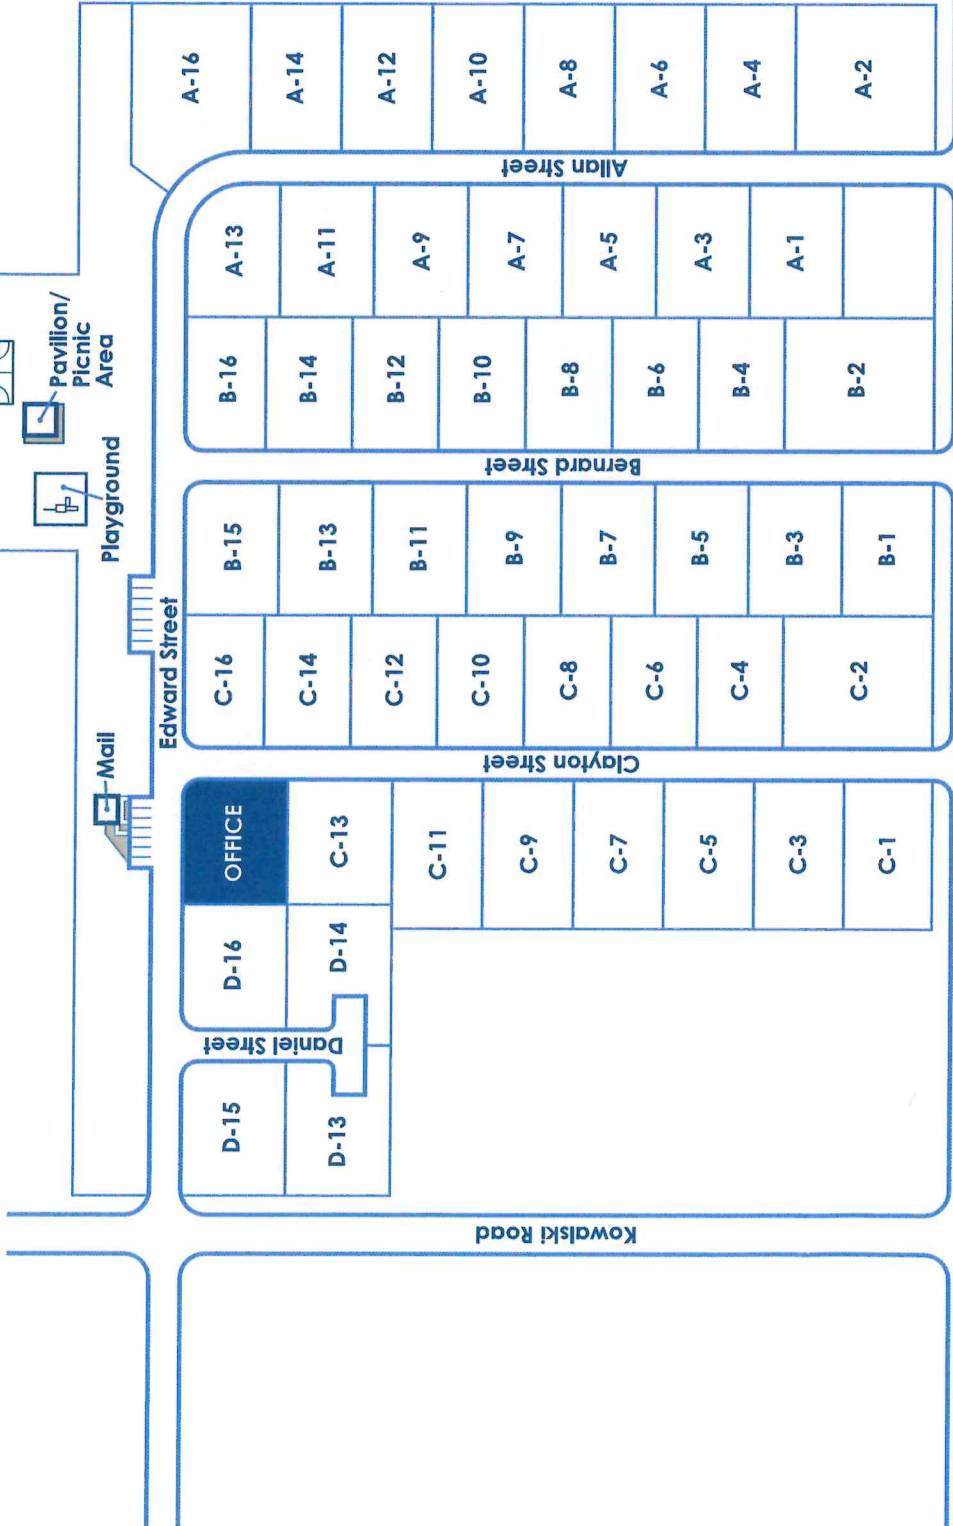 Pavilion/
Picnic
Area
Playground
Mail
Edward Street
A-16
A-14
A-12
A-10
A-8
A-6
A-4
A-2
Allan Street
A-13
A-11
A-9
A-7
A-5
A-3
A-1
B-16
B-14
B-12
B-10
B-8
B-6
B-4
B-2
Bernard Street
B-15
B-13
B-11
B-9
B-7
B-5
B-3
B-1
C-16
C-14
C-12
C-10
C-8
C-6
C-4
C-2
Clayton Street
OFFICE
C-13
C-11
C-9
C-7
C-5
C-3
C-1
D-16
D-14
Daniel Street
D-15
D-13
Kowalski Road